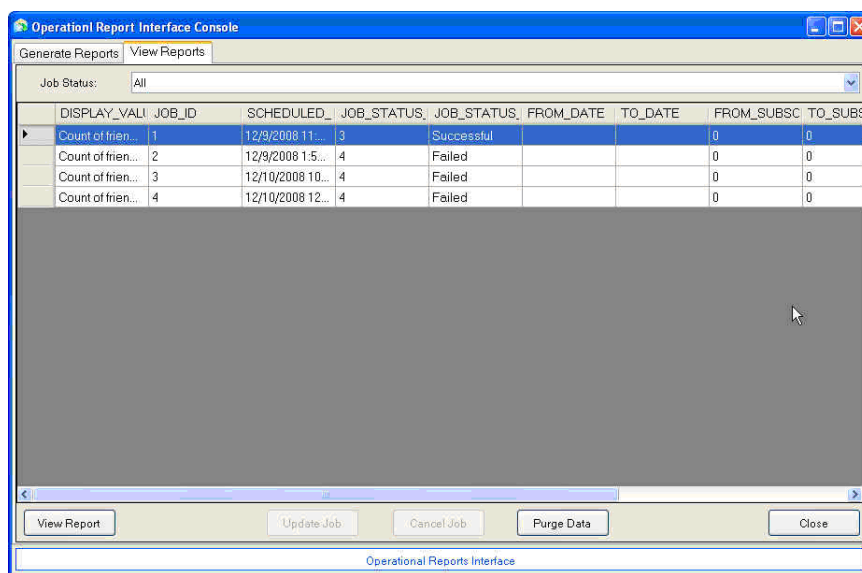 Operationl Report Interface Console
Generate Reports View Reports
Job Status: All
DISPLAY_VALU JOB_ID SCHEDULED_ JOB_STATUS_ JOB_STATUS_ FROM_DATE TO_DATE FROM_SUBSC TO_SUBS
Count of frien... 1 12/9/2008 11:... 3 Successful 0 0
Count of frien... 2 12/9/2008 1:5... 4 Failed 0 0
Count of frien... 3 12/10/2008 10... 4 Failed 0 0
Count of frien... 4 12/10/2008 12... 4 Failed 0 0
View Report Update Job Cancel Job Purge Data Close
Operational Reports Interface